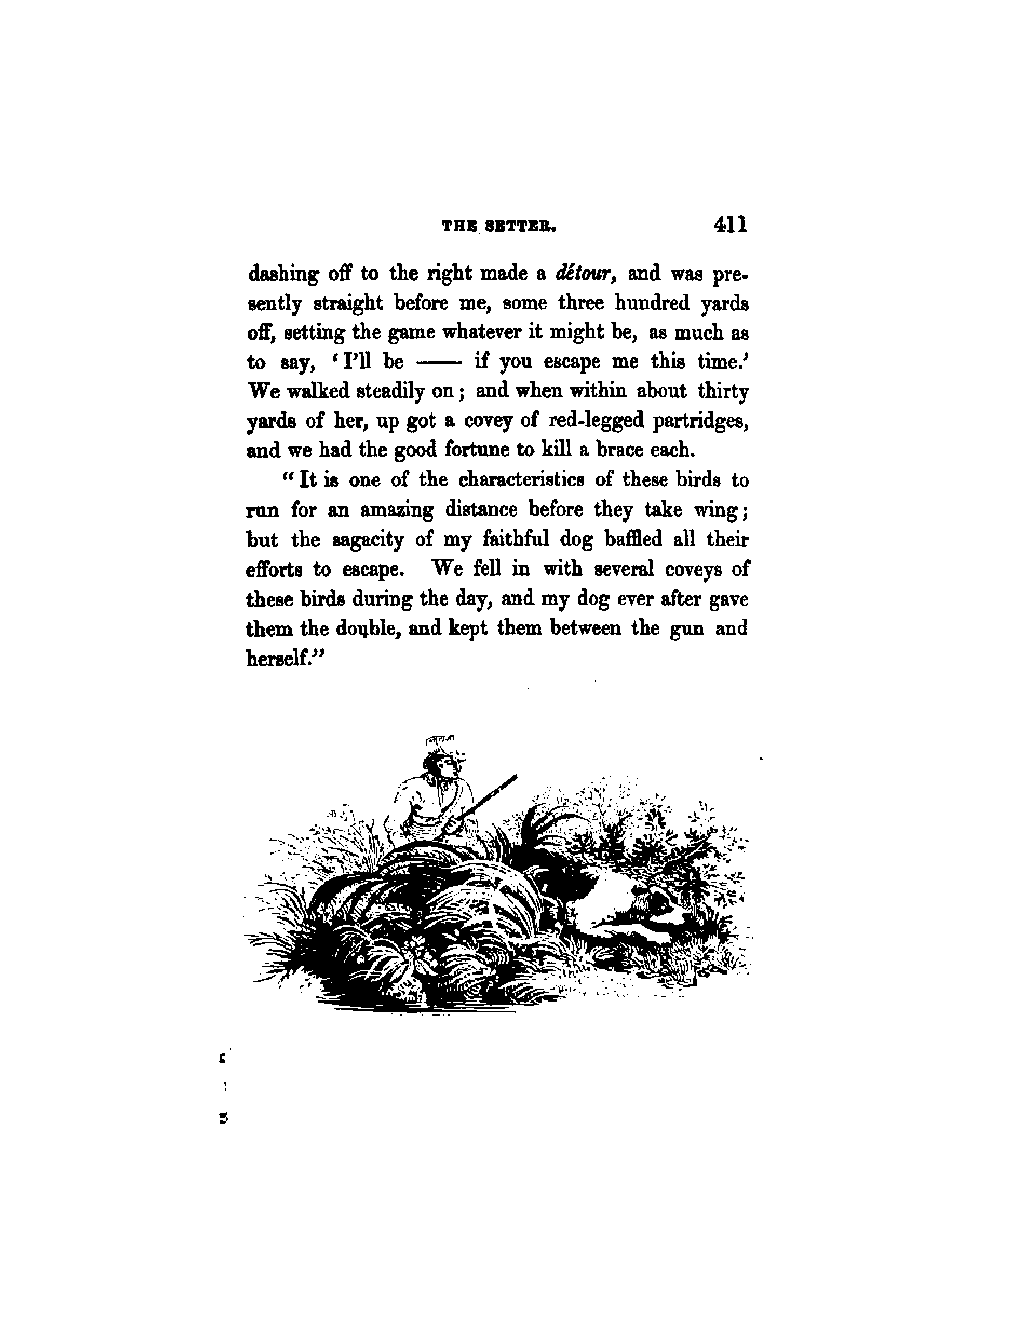 THE SETTER. 411
dashing off to the right made a détour, and was pre-
sently straight before me, some three hundred yards
off, setting the game whatever it might be, as much as
to say, ‘I’ll be —— if you escape me this time.’
We walked steadily on; and when within about thirty
yards of her, up got a covey of red-legged partridges,
and we had the good fortune to kill a brace each.
“It is one of the characteristics of these birds to
run for an amazing distance before they take wing;
but the sagacity of my faithful dog baffled all their
efforts to escape. We fell in with several coveys of
these birds during the day, and my dog ever after gave
them the double, and kept them between the gun and
herself.”